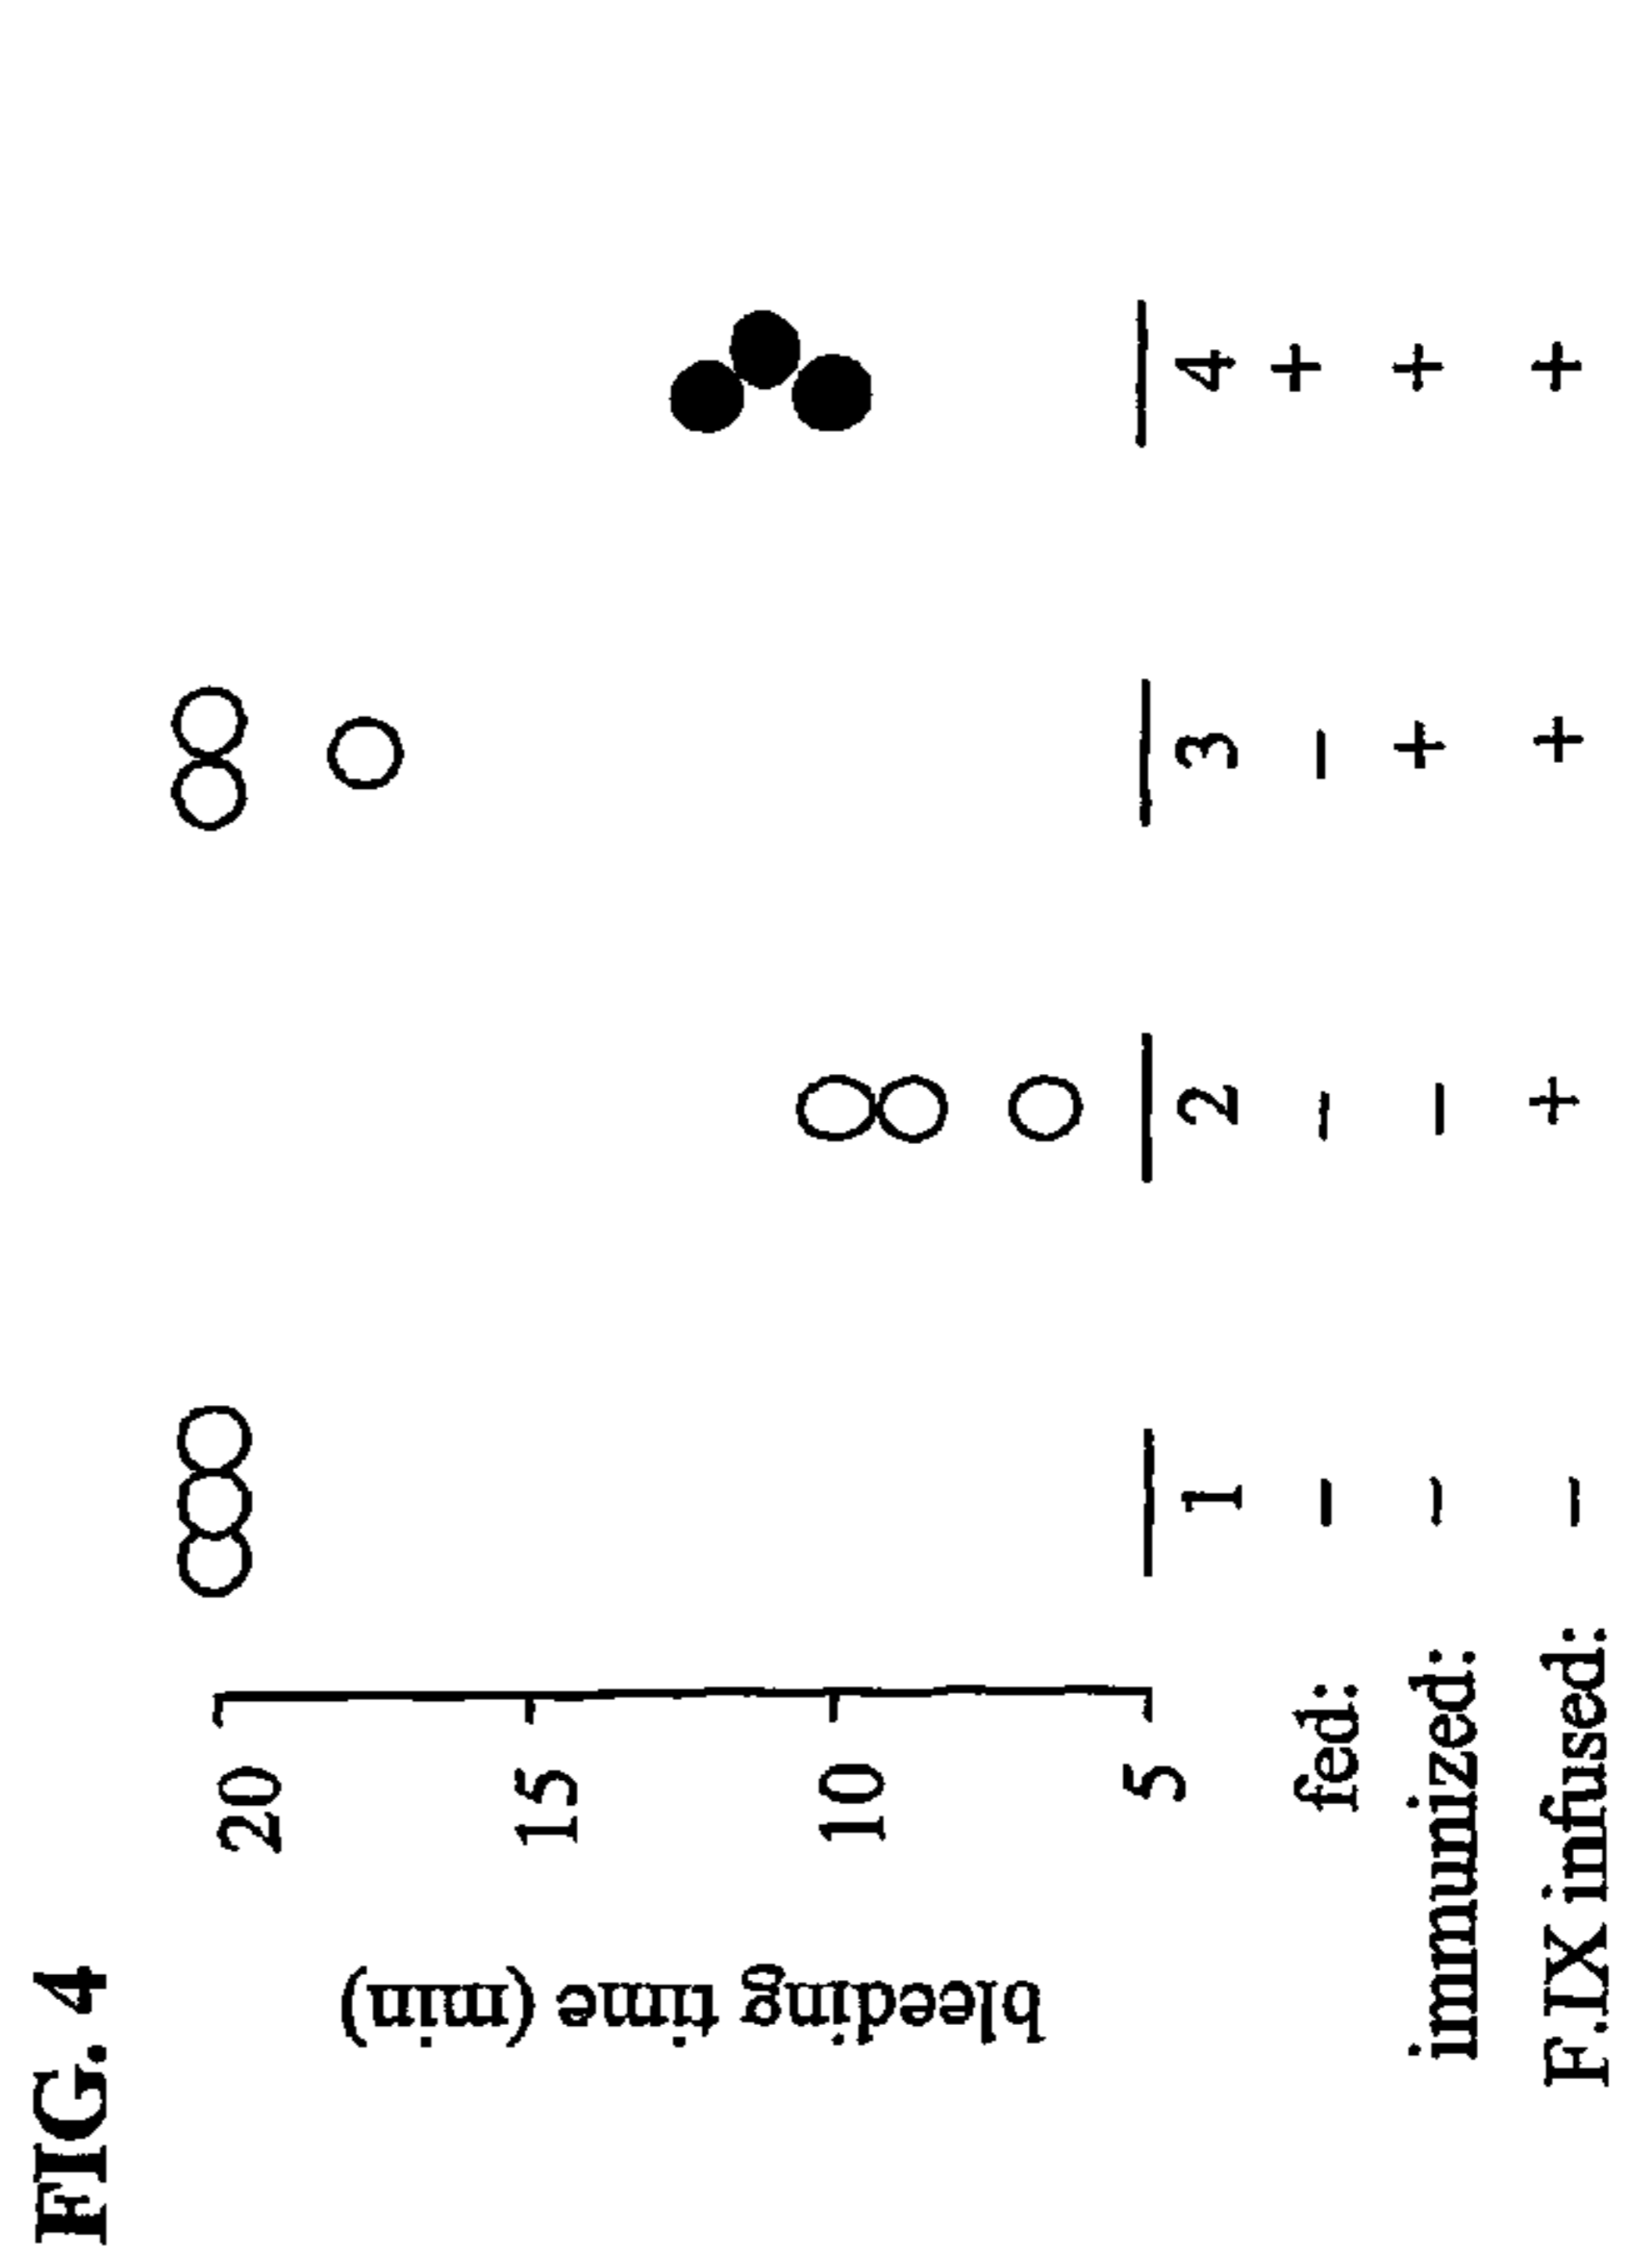 FIG. 4
bleeding time (min)
20
15
10
5
1 2 3 4
fed: – – – +
immunized: – – + +
F.IX infused: – + + +